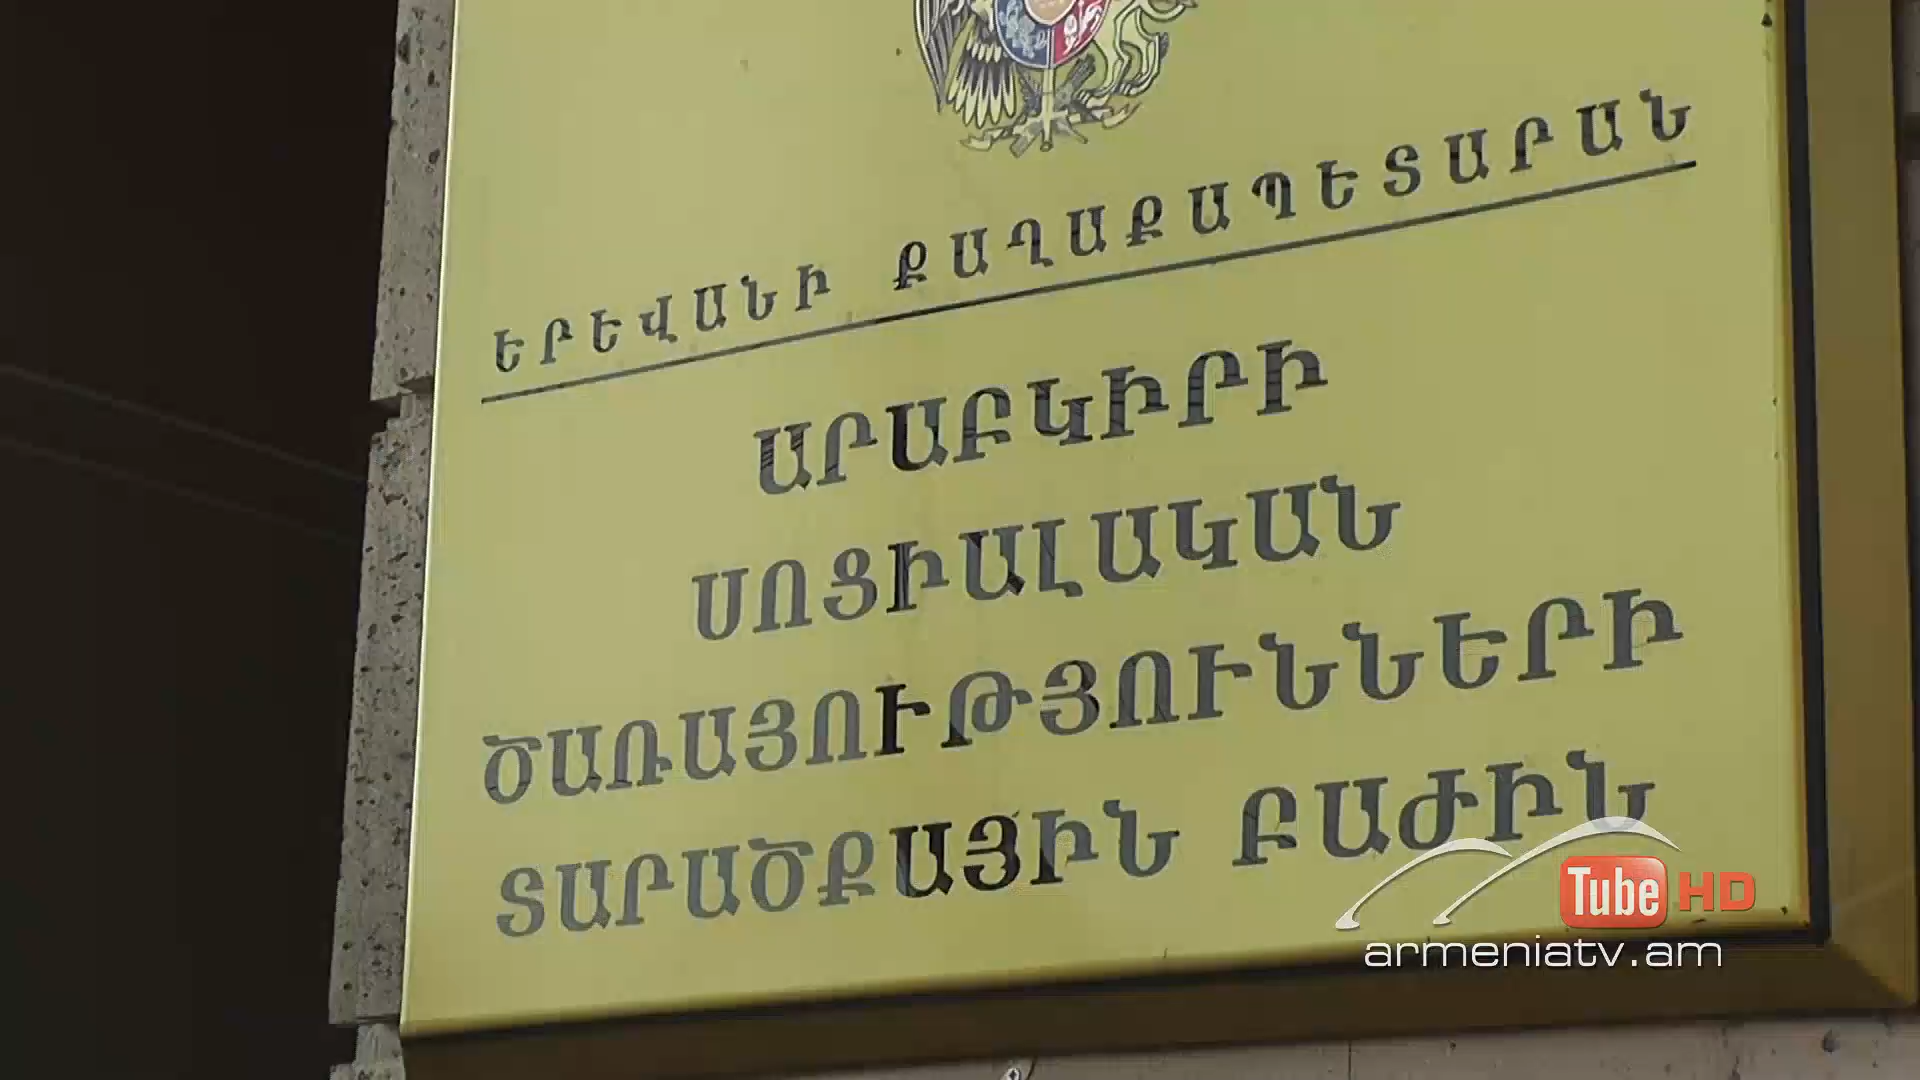 ԵՐԵՎԱՆԻ ՔԱՂԱՔԱՊԵՏԱՐԱՆ
ԱՐԱԲԿԻՐԻ
ՍՈՑԻԱԼԱԿԱՆ
ԾԱՌԱՅՈՒԹՅՈՒՆՆԵՐԻ
ՏԱՐԱԾՔԱՅԻՆ ԲԱԺԻՆ
Tube HD
armeniatv.am